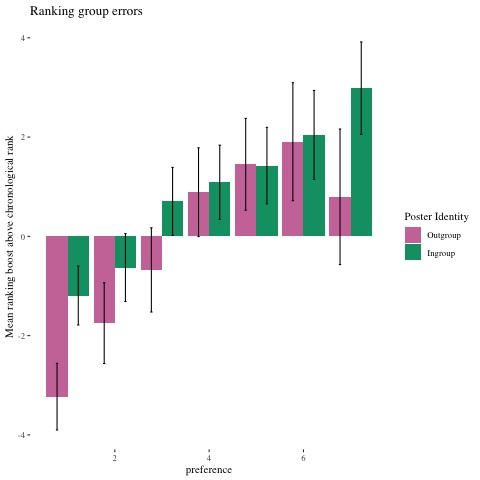 Ranking group errors
Mean ranking boost above chronological rank
4
2
0
-2
-4
2
4
6
preference
Poster Identity
Outgroup
Ingroup